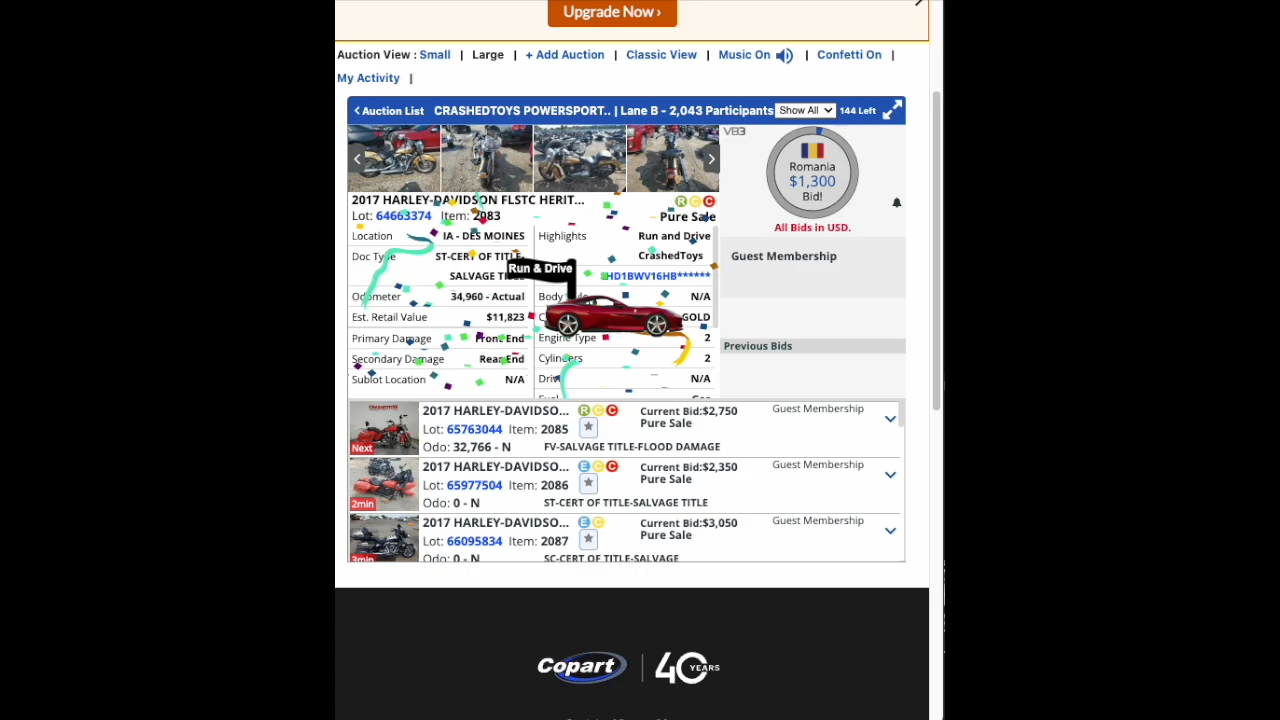 Upgrade Now ›
Auction View : Small | Large | + Add Auction | Classic View | Music On | Confetti On |
My Activity |
Auction List CRASHEDTOYS POWERSPORT.. | Lane B - 2,043 Participants Show All 144 Left
VB3
Romania
$1,300
Bid!
All Bids in USD.
Guest Membership
Previous Bids
2017 HARLEY-DAVIDSON FLSTC HERIT... R C C
Lot: 64663374 Item: 2083 Pure Sale
Location IA - DES MOINES Highlights Run and Drive
Doc Type ST-CERT OF TITLE- CrashedToys
SALVAGE Run & Drive HD1BWV16HB******
Odometer 34,960 - Actual Body N/A
Est. Retail Value $11,823 GOLD
Primary Damage Front End Engine Type 2
Secondary Damage Rear End Cylinders 2
Sublot Location N/A N/A
2017 HARLEY-DAVIDSO... R C C Current Bid:$2,750 Guest Membership
Lot: 65763044 Item: 2085 Pure Sale
Next Odo: 32,766 - N FV-SALVAGE TITLE-FLOOD DAMAGE
2017 HARLEY-DAVIDSO... E C C Current Bid:$2,350 Guest Membership
Lot: 65977504 Item: 2086 Pure Sale
2min Odo: 0 - N ST-CERT OF TITLE-SALVAGE TITLE
2017 HARLEY-DAVIDSO... E C Current Bid:$3,050 Guest Membership
Lot: 66095834 Item: 2087 Pure Sale
3min Odo: 0 - N SC-CERT OF TITLE-SALVAGE
Copart 40 YEARS